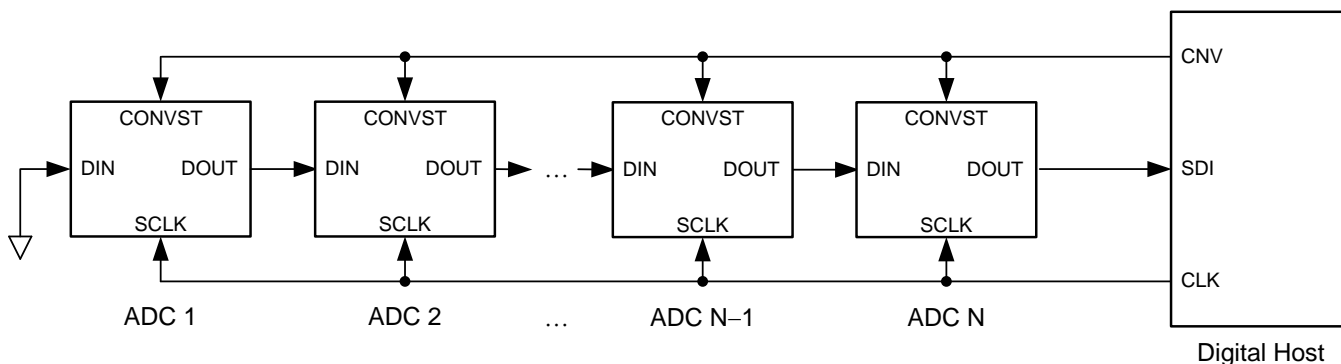 CNV
CONVST CONVST CONVST CONVST
DIN DOUT DIN DOUT … DIN DOUT DIN DOUT SDI
SCLK SCLK SCLK SCLK
CLK
ADC 1 ADC 2 … ADC N−1 ADC N
Digital Host